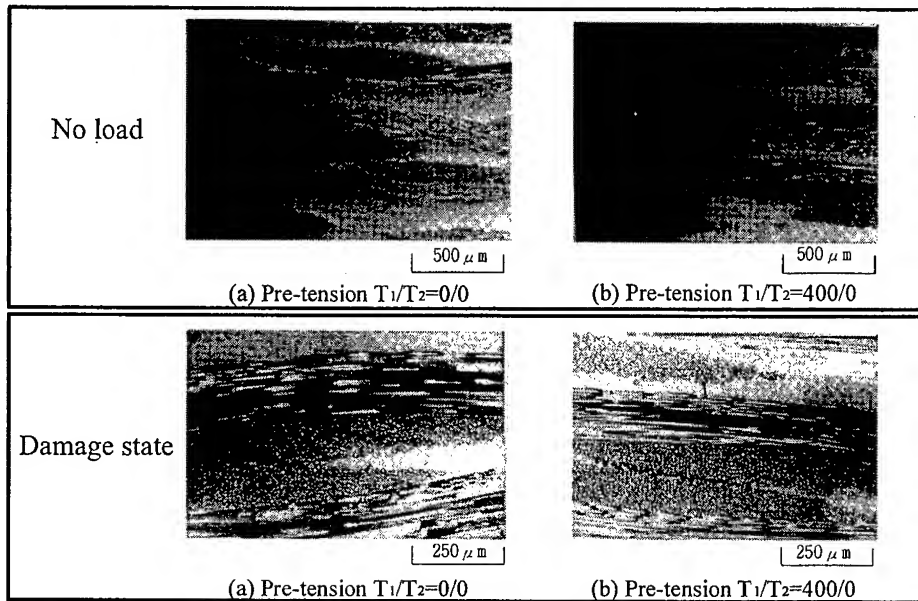 No load
500 μm
500 μm
(a) Pre-tension T1/T2=0/0
(b) Pre-tension T1/T2=400/0
Damage state
250 μm
250 μm
(a) Pre-tension T1/T2=0/0
(b) Pre-tension T1/T2=400/0